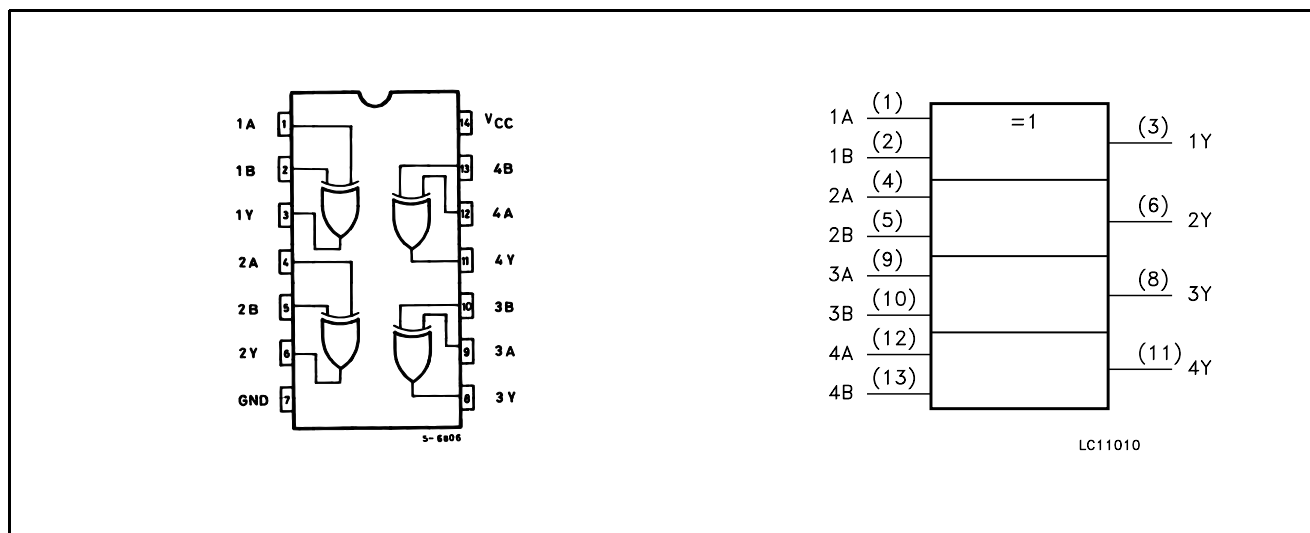 1A 1 14 VCC
1B 2 13 4B
1Y 3 12 4A
2A 4 11 4Y
2B 5 10 3B
2Y 6 9 3A
GND 7 8 3Y
S-6806
1A (1) =1
(3) 1Y
1B (2)
2A (4)
(6) 2Y
2B (5)
3A (9)
(8) 3Y
3B (10)
4A (12)
(11) 4Y
4B (13)
LC11010